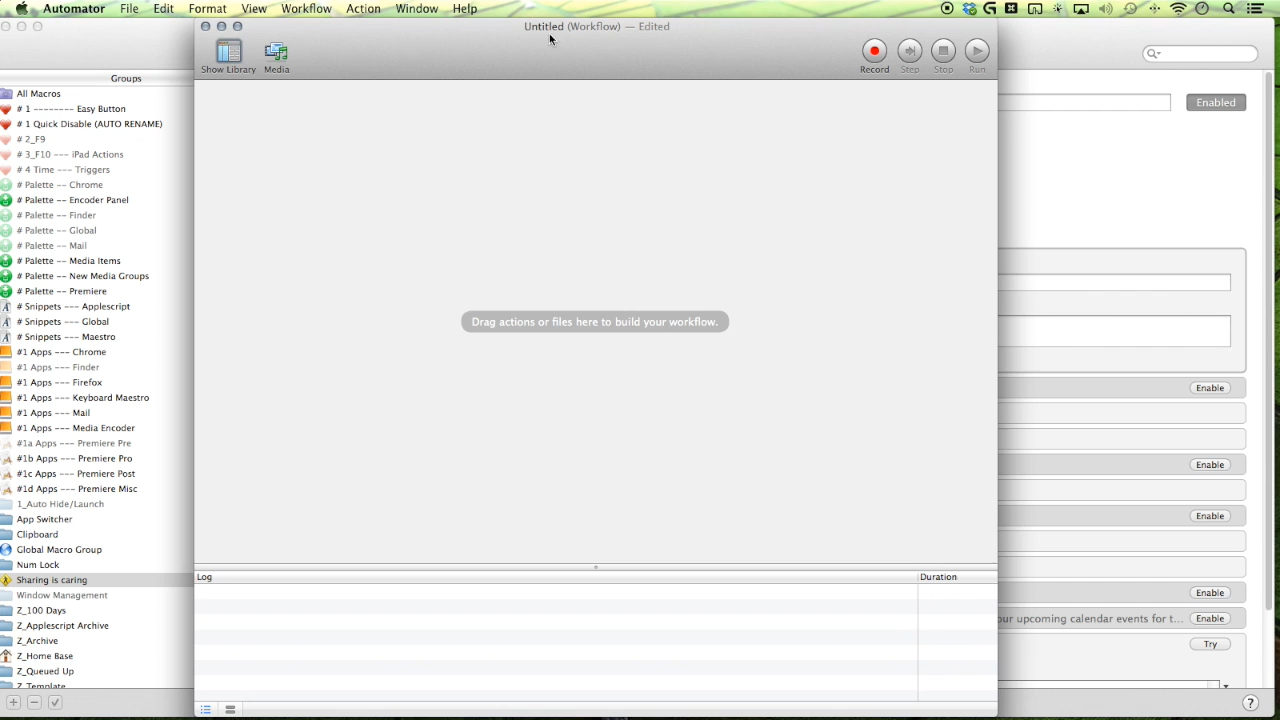 Automator File Edit Format View Workflow Action Window Help
Untitled (Workflow) — Edited
Show Library Media Record Step Stop Run
Groups
All Macros
# 1 -------- Easy Button
# 1 Quick Disable (AUTO RENAME)
# 2_F9
# 3_F10 --- iPad Actions
# 4 Time --- Triggers
# Palette -- Chrome
# Palette -- Encoder Panel
# Palette -- Finder
# Palette -- Global
# Palette -- Mail
# Palette -- Media Items
# Palette -- New Media Groups
# Palette -- Premiere
# Snippets --- Applescript
# Snippets --- Global
# Snippets --- Maestro
#1 Apps --- Chrome
#1 Apps --- Finder
#1 Apps --- Firefox
#1 Apps --- Keyboard Maestro
#1 Apps --- Mail
#1 Apps --- Media Encoder
#1a Apps --- Premiere Pre
#1b Apps --- Premiere Pro
#1c Apps --- Premiere Post
#1d Apps --- Premiere Misc
1_Auto Hide/Launch
App Switcher
Clipboard
Global Macro Group
Num Lock
Sharing is caring
Window Management
Z_100 Days
Z_Applescript Archive
Z_Archive
Z_Home Base
Z_Queued Up
Z_Template
Drag actions or files here to build your workflow.
Log Duration
Enabled
Enable
Enable
Enable
Enable
our upcoming calendar events for t... Enable
Try